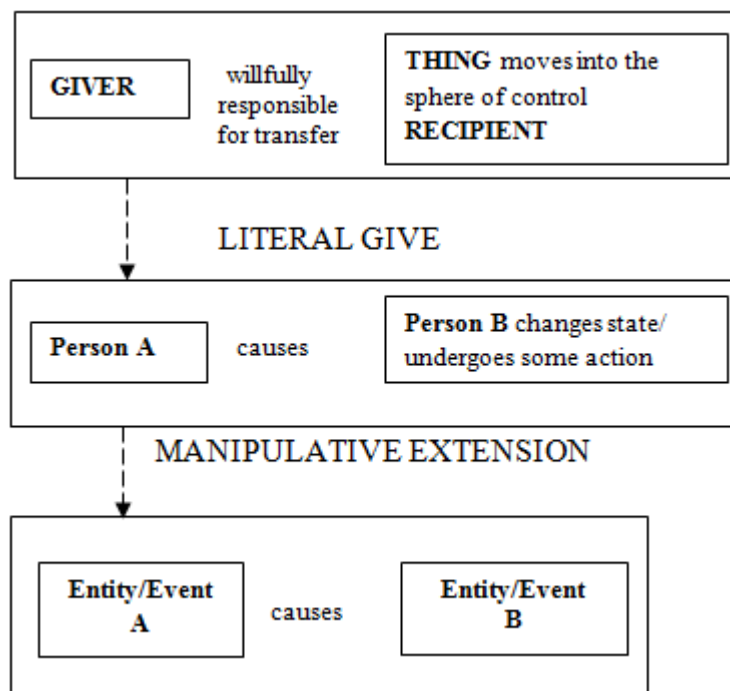 GIVER
willfully
responsible
for transfer
THING moves into the
sphere of control
RECIPIENT
LITERAL GIVE
Person A
causes
Person B changes state/
undergoes some action
MANIPULATIVE EXTENSION
Entity/Event
A
causes
Entity/Event
B